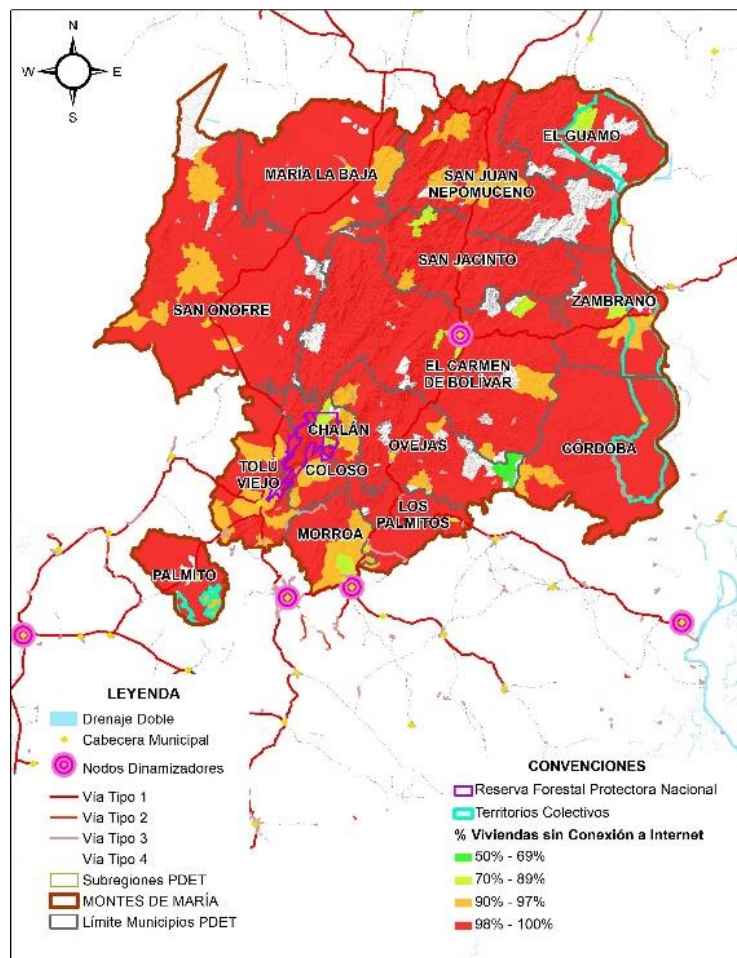 N
W E
S
EL GUAMO
MARÍA LA BAJA
SAN JUAN
NEPOMUCENO
SAN JACINTO
ZAMBRANO
SAN ONOFRE
EL CARMEN
DE BOLÍVAR
CHALÁN
OVEJAS
CÓRDOBA
COLOSO
TOLÚ
VIEJO
LOS
PALMITOS
MORROA
PALMITO
LEYENDA
Drenaje Doble
Cabecera Municipal
Nodos Dinamizadores
Vía Tipo 1
Vía Tipo 2
Vía Tipo 3
Vía Tipo 4
Subregiones PDET
MONTES DE MARÍA
Límite Municipios PDET
CONVENCIONES
Reserva Forestal Protectora Nacional
Territorios Colectivos
% Viviendas sin Conexión a Internet
50% - 69%
70% - 89%
90% - 97%
98% - 100%